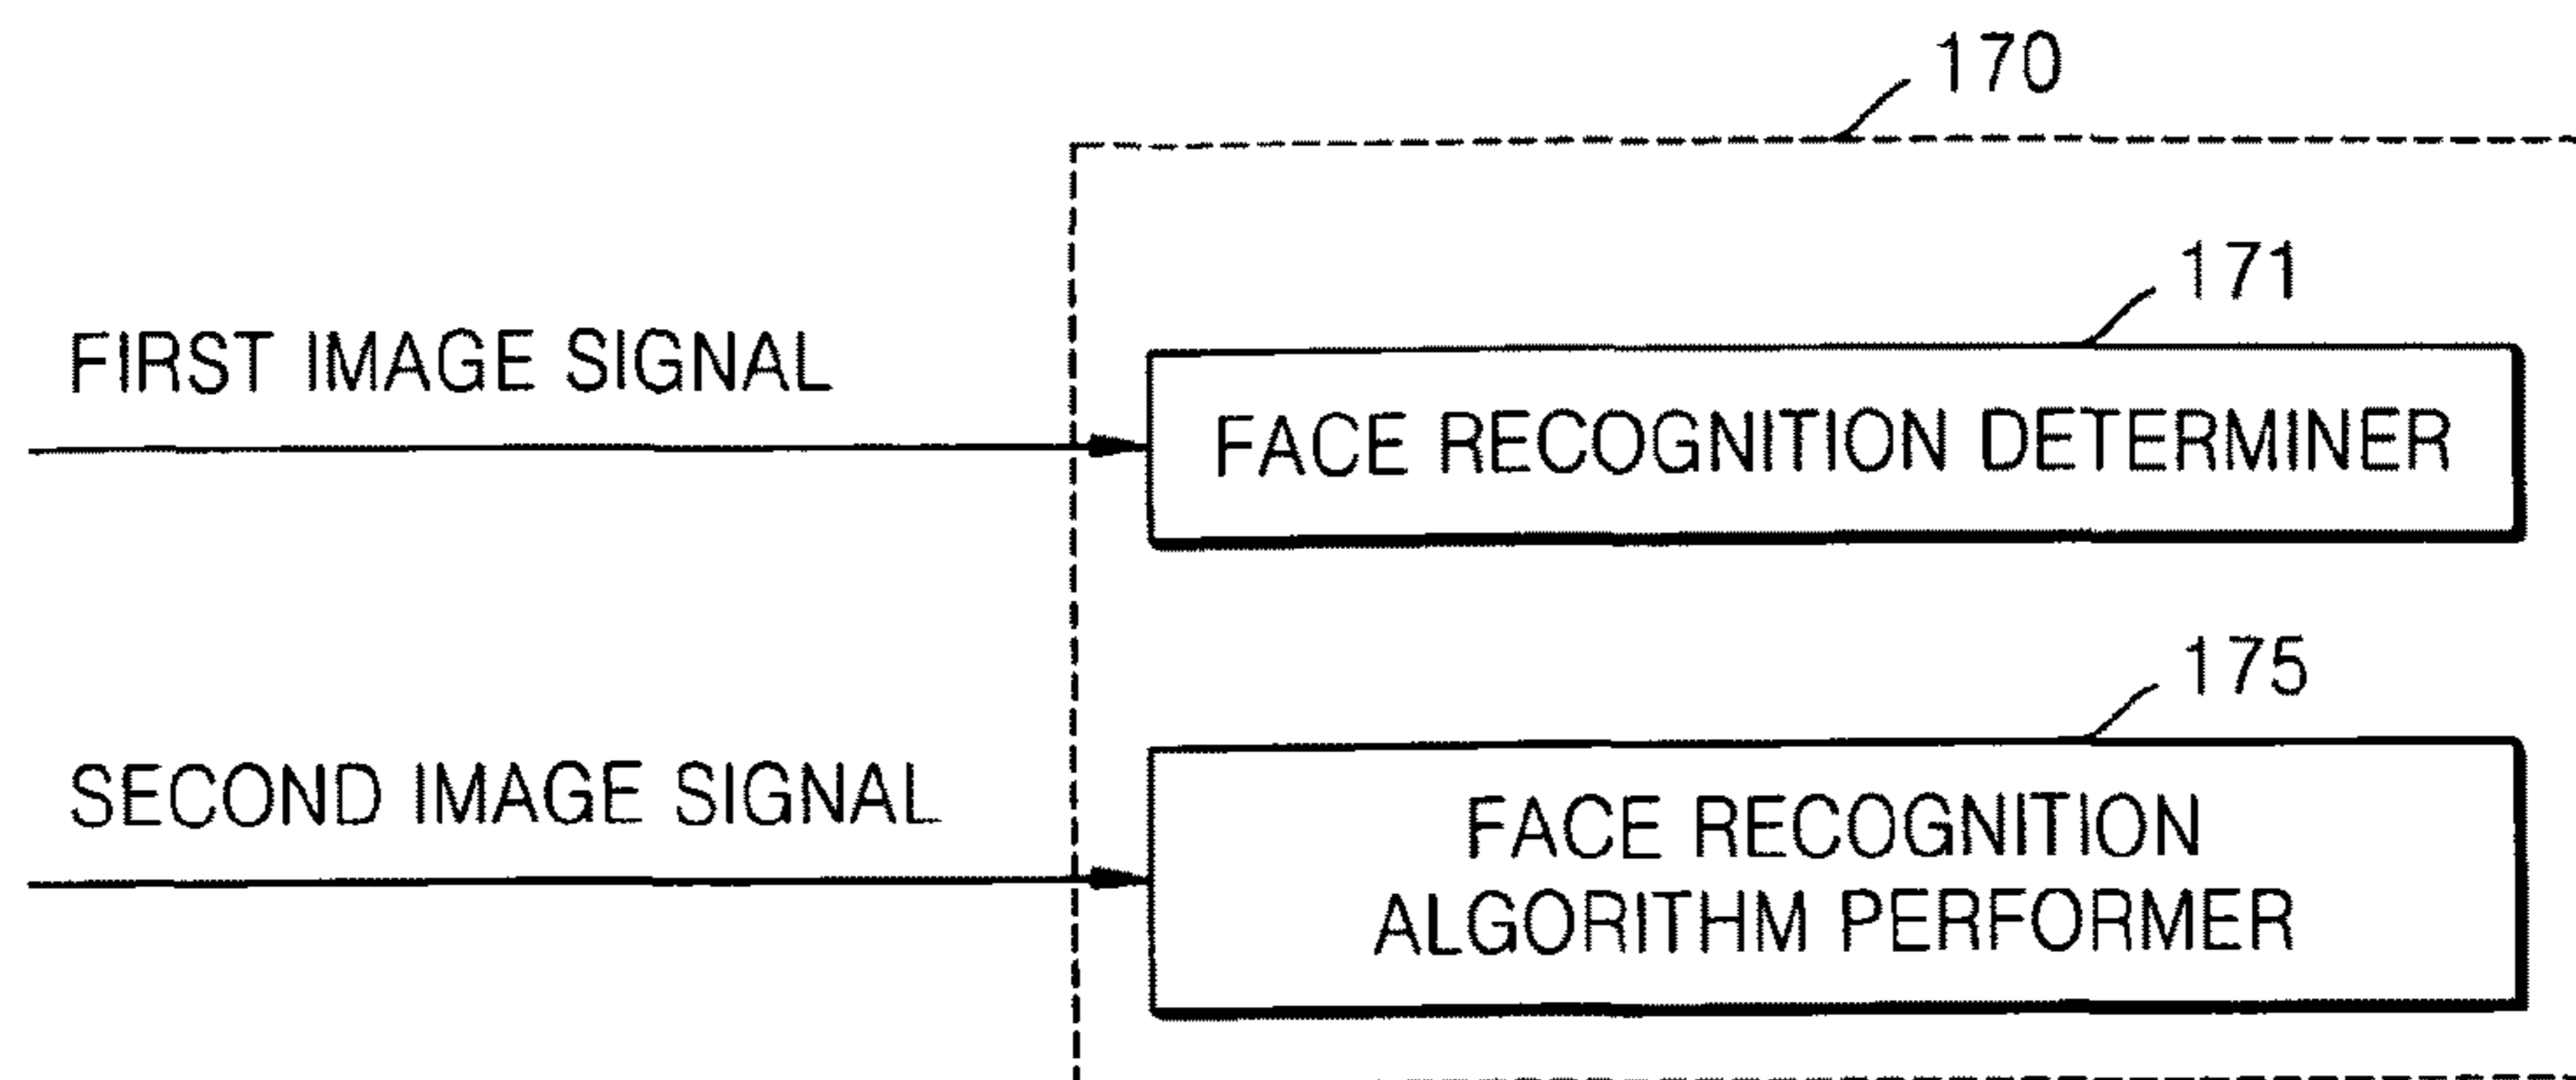 170
171
FIRST IMAGE SIGNAL
FACE RECOGNITION DETERMINER
175
SECOND IMAGE SIGNAL
FACE RECOGNITION
ALGORITHM PERFORMER